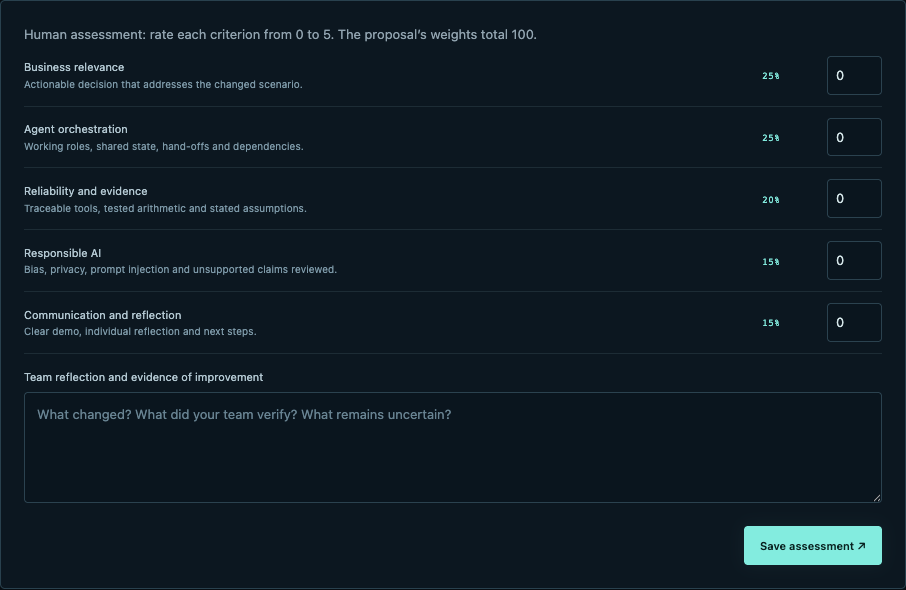 Human assessment: rate each criterion from 0 to 5. The proposal's weights total 100.
Business relevance
Actionable decision that addresses the changed scenario.
25%
0
Agent orchestration
Working roles, shared state, hand-offs and dependencies.
25%
0
Reliability and evidence
Traceable tools, tested arithmetic and stated assumptions.
20%
0
Responsible AI
Bias, privacy, prompt injection and unsupported claims reviewed.
15%
0
Communication and reflection
Clear demo, individual reflection and next steps.
15%
0
Team reflection and evidence of improvement
What changed? What did your team verify? What remains uncertain?
Save assessment ↗